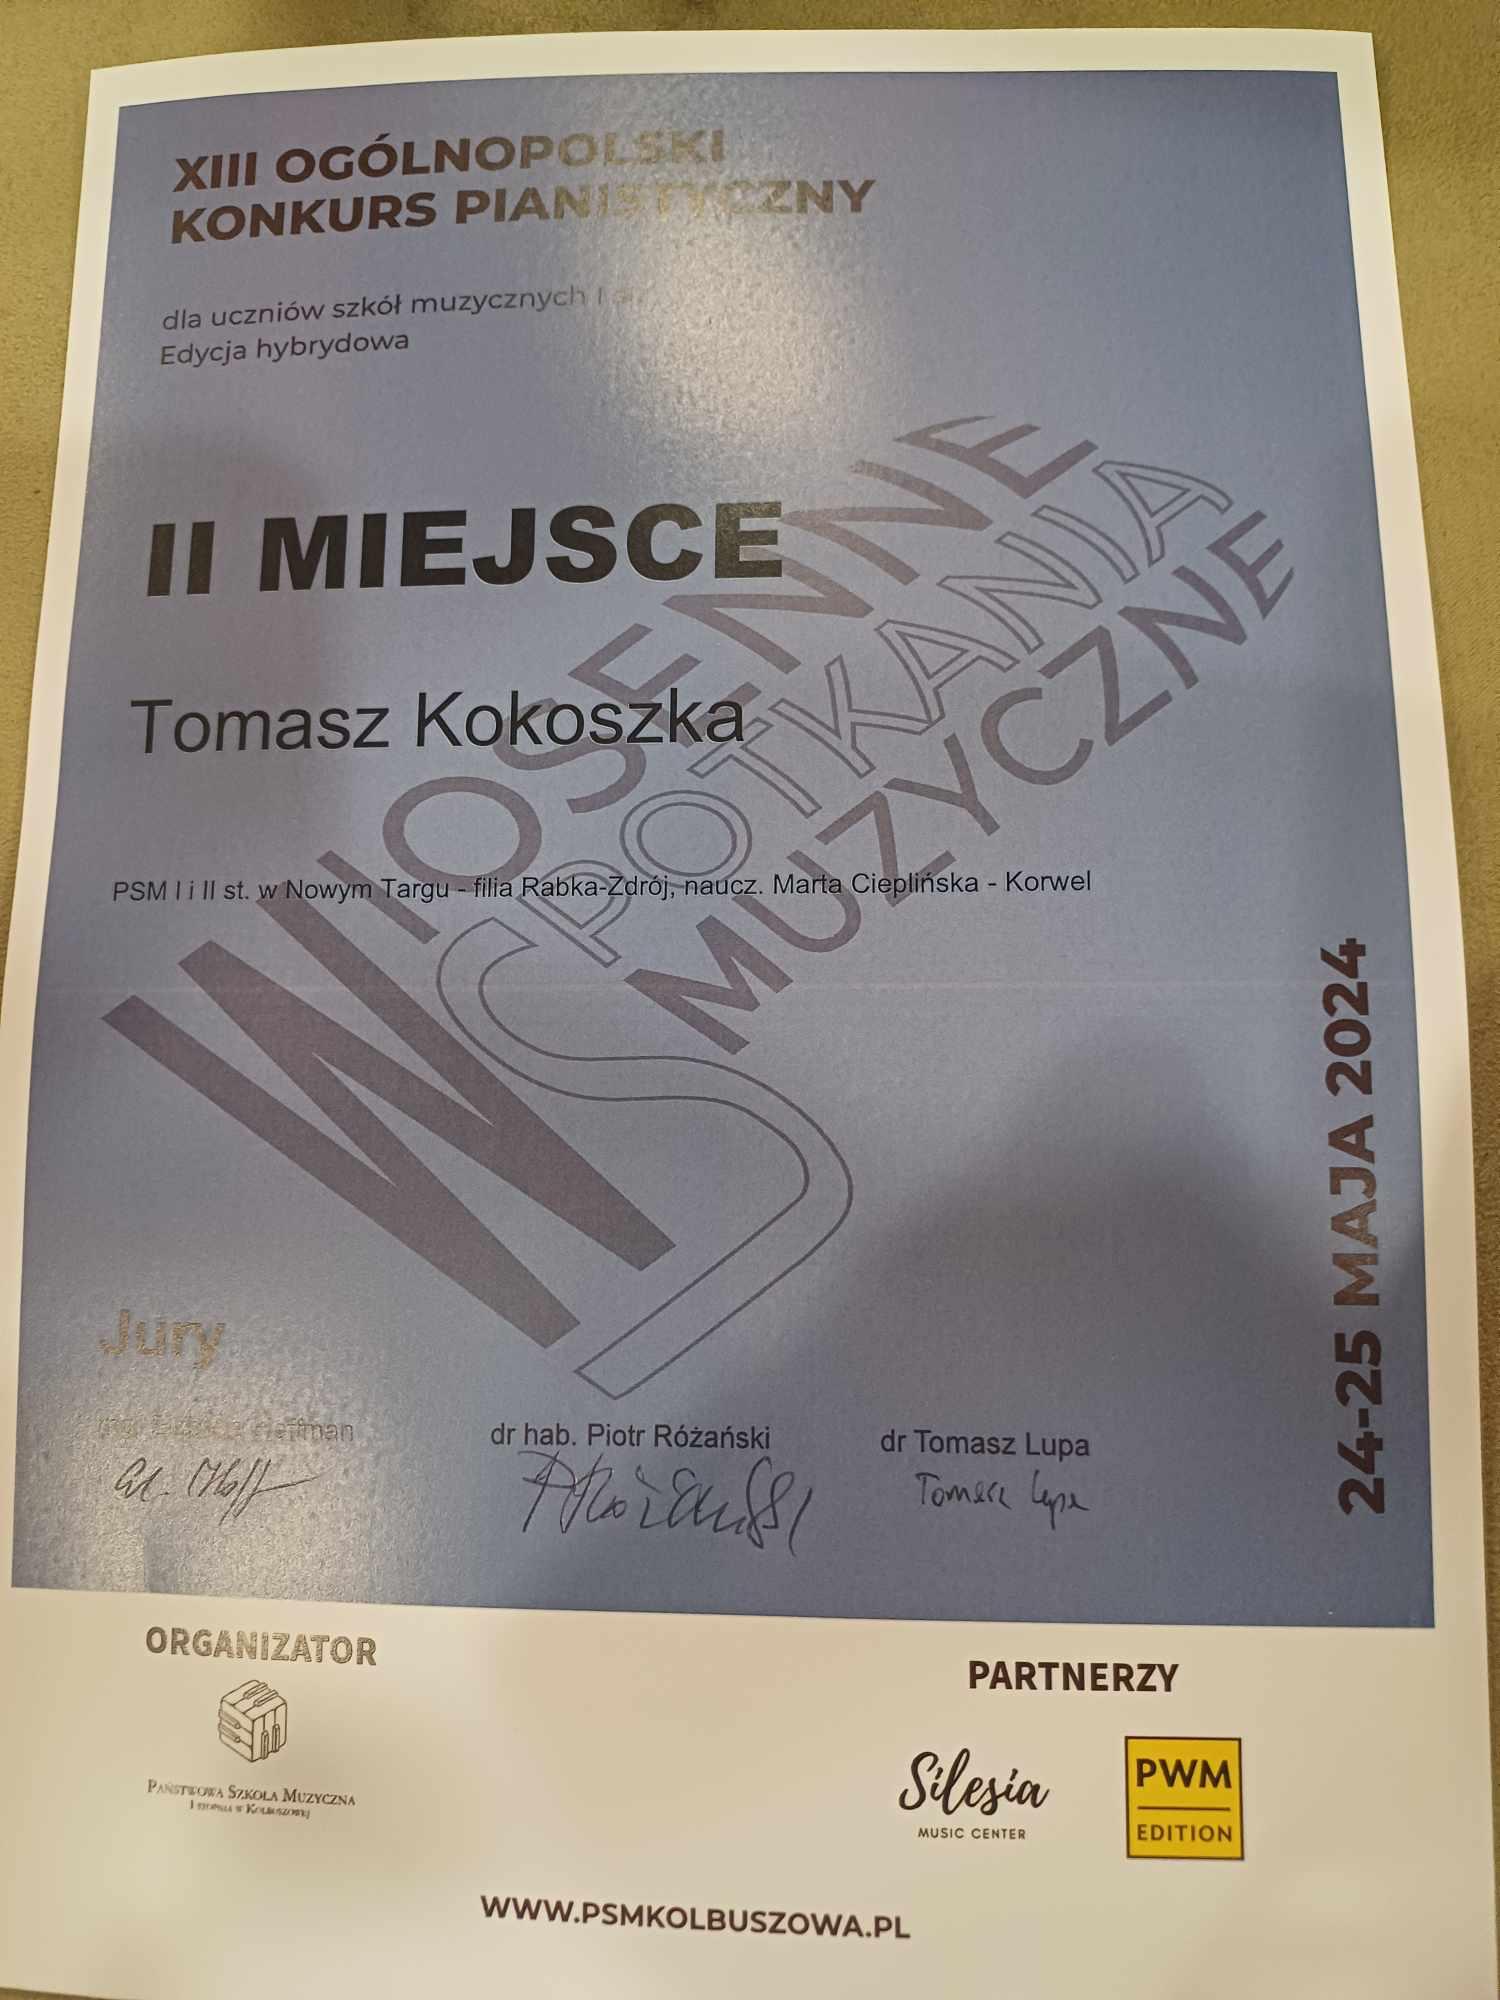 XIII OGÓLNOPOLSKI
KONKURS PIANISTYCZNY
dla uczniów szkół muzycznych I
Edycja hybrydowa
II MIEJSCE
Tomasz Kokoszka
WIOSENNE
SPOTKANIA
MUZYCZNE
PSM I i II st. w Nowym Targu - filia Rabka-Zdrój, naucz. Marta Cieplińska - Korwel
24-25 MAJA 2024
Jury
dr hab. Piotr Różański
dr Tomasz Lupa
Tomasz Lupa
ORGANIZATOR
PAŃSTWOWA SZKOŁA MUZYCZNA
I STOPNIA W KOLBUSZOWEJ
PARTNERZY
Silesia
MUSIC CENTER
PWM
EDITION
WWW.PSMKOLBUSZOWA.PL